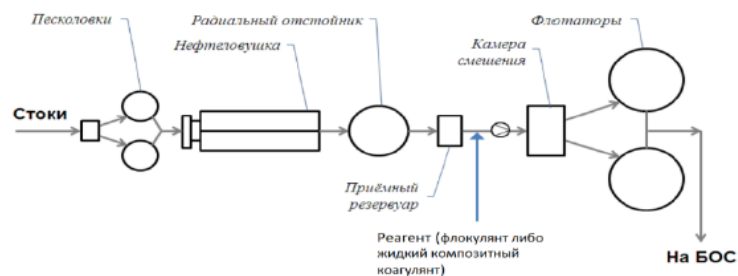 Песколовки
Радиальный отстойник
Нефтеловушка
Флотаторы
Камера
смешения
Стоки
Приёмный
резервуар
Реагент (флокулянт либо
жидкий композитный
коагулянт)
На БОС